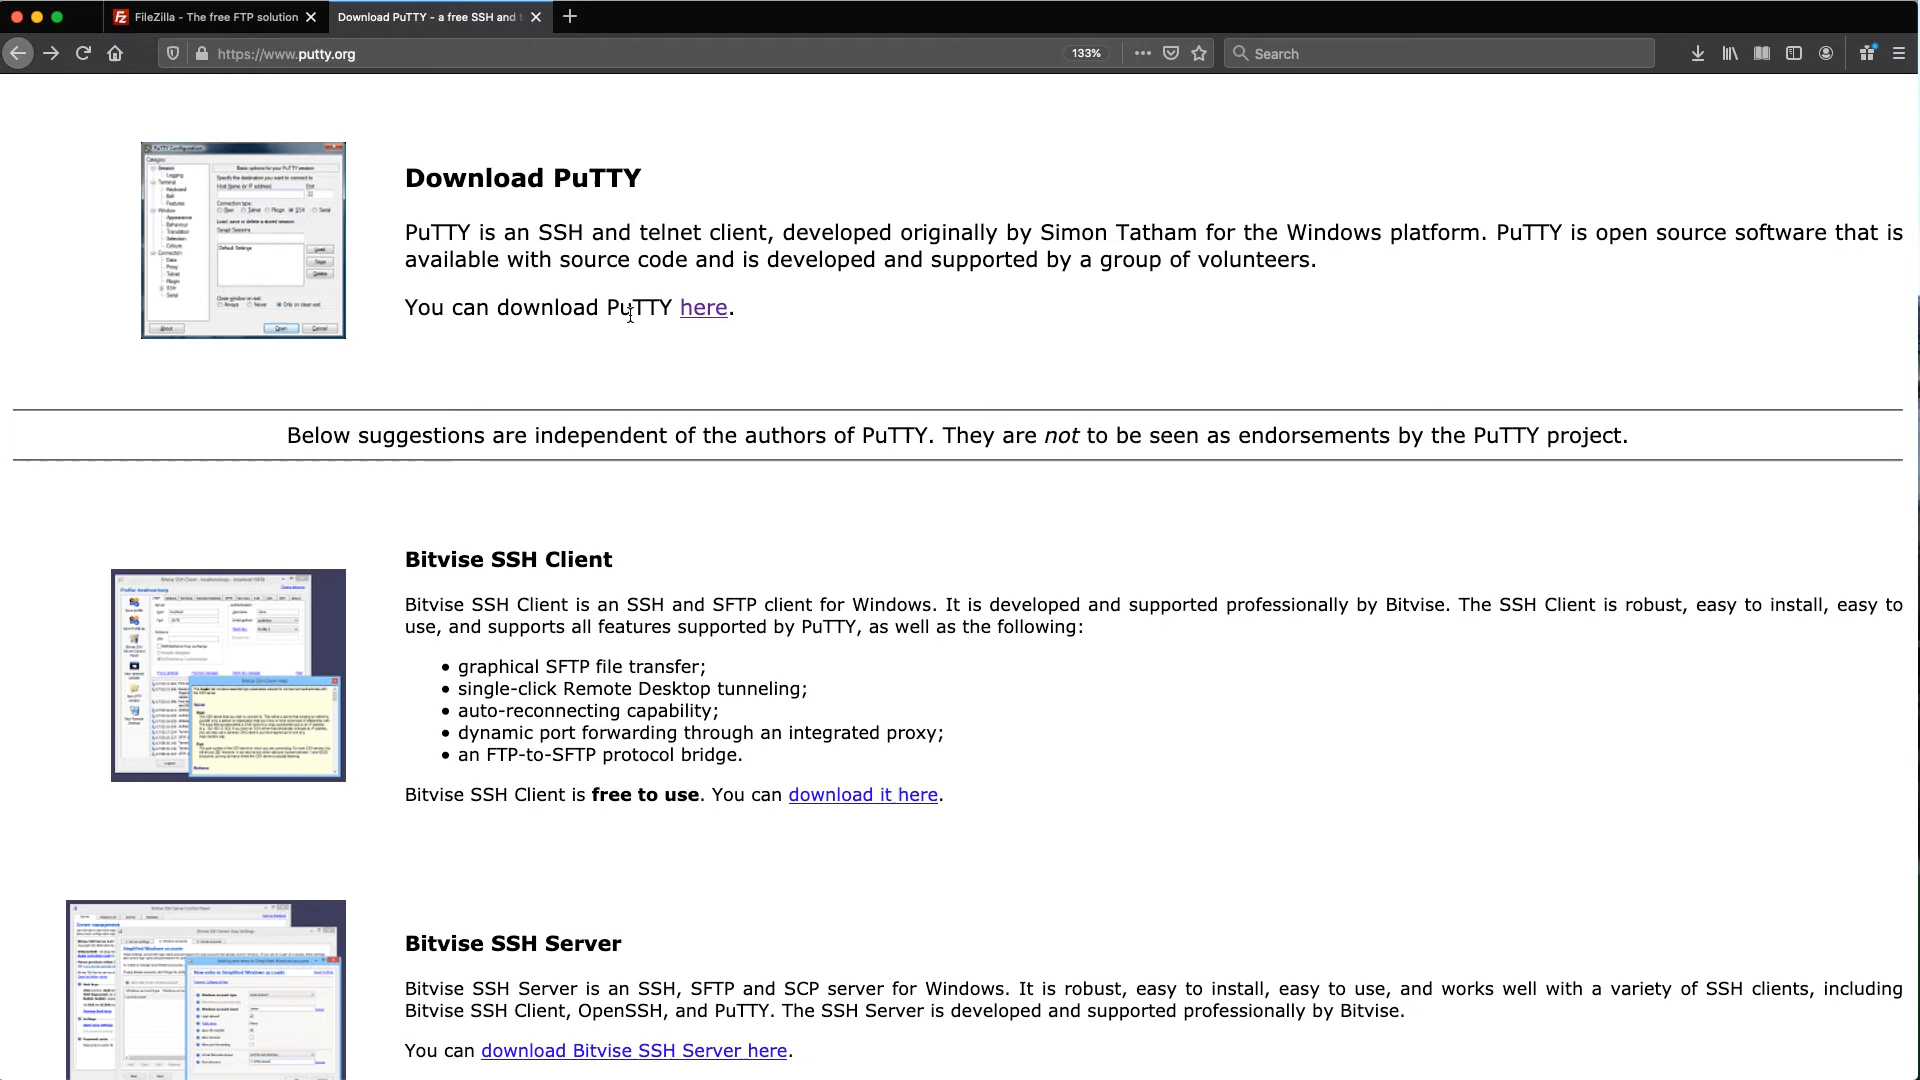 FileZilla - The free FTP solution
Download PuTTY - a free SSH and t
https://www.putty.org
133%
Search
Download PuTTY
PuTTY is an SSH and telnet client, developed originally by Simon Tatham for the Windows platform. PuTTY is open source software that is
available with source code and is developed and supported by a group of volunteers.
You can download PuTTY here.
Below suggestions are independent of the authors of PuTTY. They are not to be seen as endorsements by the PuTTY project.
Bitvise SSH Client
Bitvise SSH Client is an SSH and SFTP client for Windows. It is developed and supported professionally by Bitvise. The SSH Client is robust, easy to install, easy to
use, and supports all features supported by PuTTY, as well as the following:
• graphical SFTP file transfer;
• single-click Remote Desktop tunneling;
• auto-reconnecting capability;
• dynamic port forwarding through an integrated proxy;
• an FTP-to-SFTP protocol bridge.
Bitvise SSH Client is free to use. You can download it here.
Bitvise SSH Server
Bitvise SSH Server is an SSH, SFTP and SCP server for Windows. It is robust, easy to install, easy to use, and works well with a variety of SSH clients, including
Bitvise SSH Client, OpenSSH, and PuTTY. The SSH Server is developed and supported professionally by Bitvise.
You can download Bitvise SSH Server here.